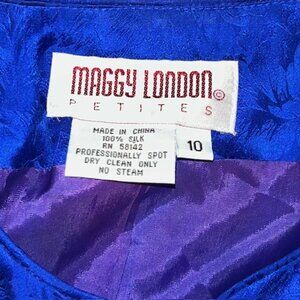 MAGGY LONDON©
PETITES
MADE IN CHINA
100% SILK
RN 58142
PROFESSIONALLY SPOT
DRY CLEAN ONLY
NO STEAM
10